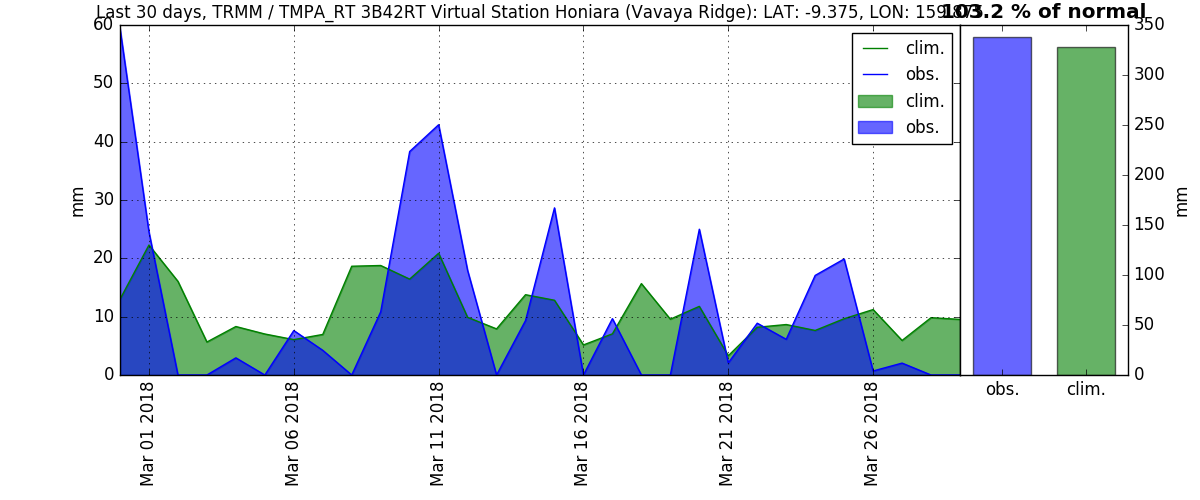 Last 30 days, TRMM / TMPA_RT 3B42RT Virtual Station Honiara (Vavaya Ridge): LAT: -9.375, LON: 159.875
103.2 % of normal
60
50
40
30
20
10
0
mm
clim.
obs.
clim.
obs.
Mar 01 2018
Mar 06 2018
Mar 11 2018
Mar 16 2018
Mar 21 2018
Mar 26 2018
350
300
250
200
150
100
50
0
mm
obs.
clim.